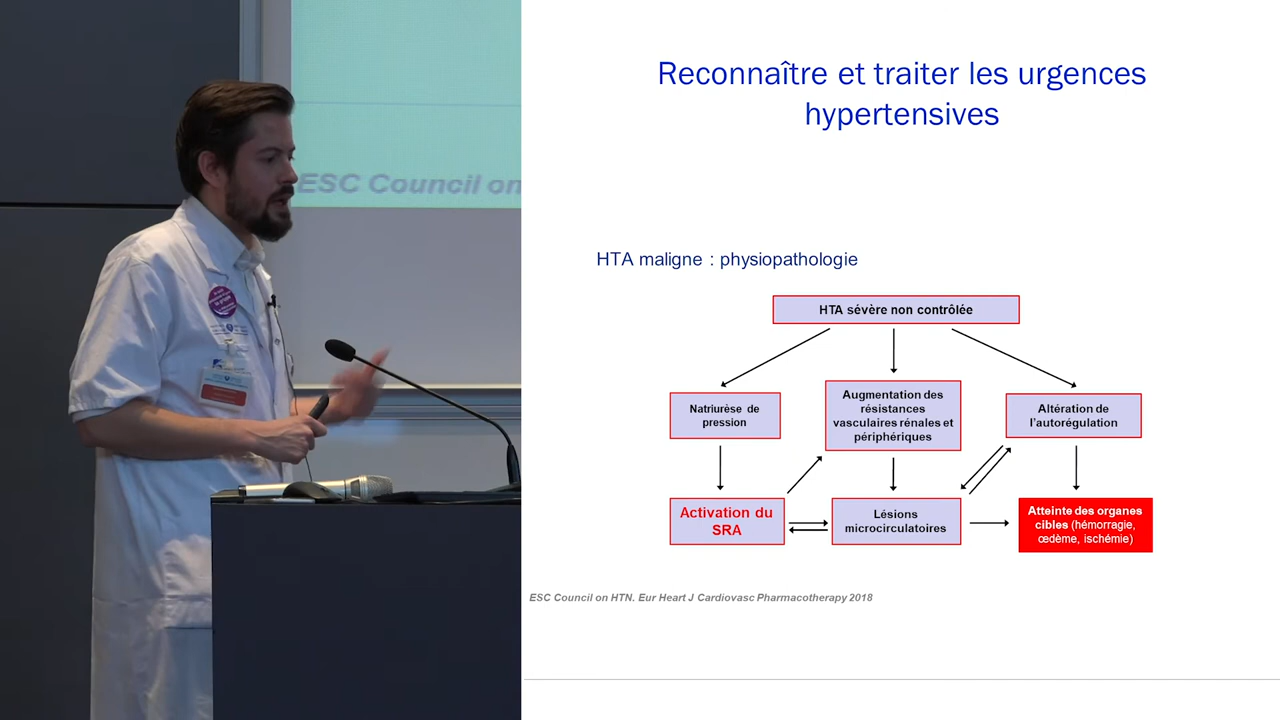 Reconnaître et traiter les urgences
hypertensives
ESC Council on
HTA maligne : physiopathologie
HTA sévère non contrôlée
Natriurèse de
pression
Augmentation des
résistances
vasculaires rénales et
périphériques
Altération de
l'autorégulation
Activation du
SRA
Lésions
microcirculatoires
Atteinte des organes
cibles (hémorragie,
œdème, ischémie)
ESC Council on HTN. Eur Heart J Cardiovasc Pharmacotherapy 2018